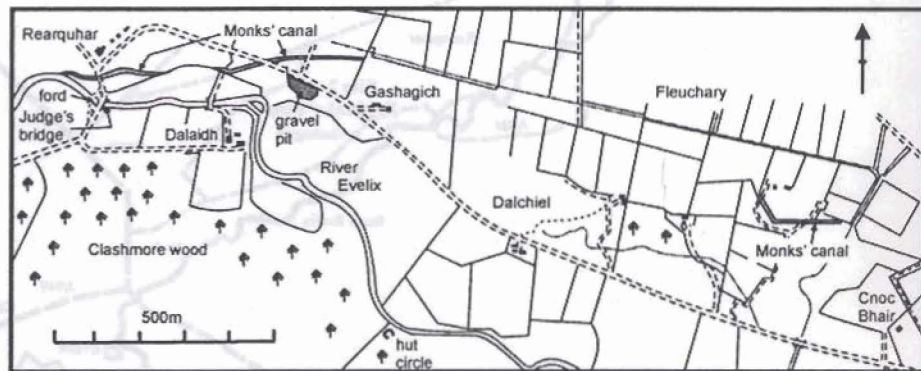 Rearquhar
Monks' canal
ford
Judge's
bridge
Dalaidh
gravel
pit
Gashagich
Fleuchary
River
Evelix
Dalchiel
Clashmore wood
Monks' canal
Cnoc
Bhair
500m
hut
circle